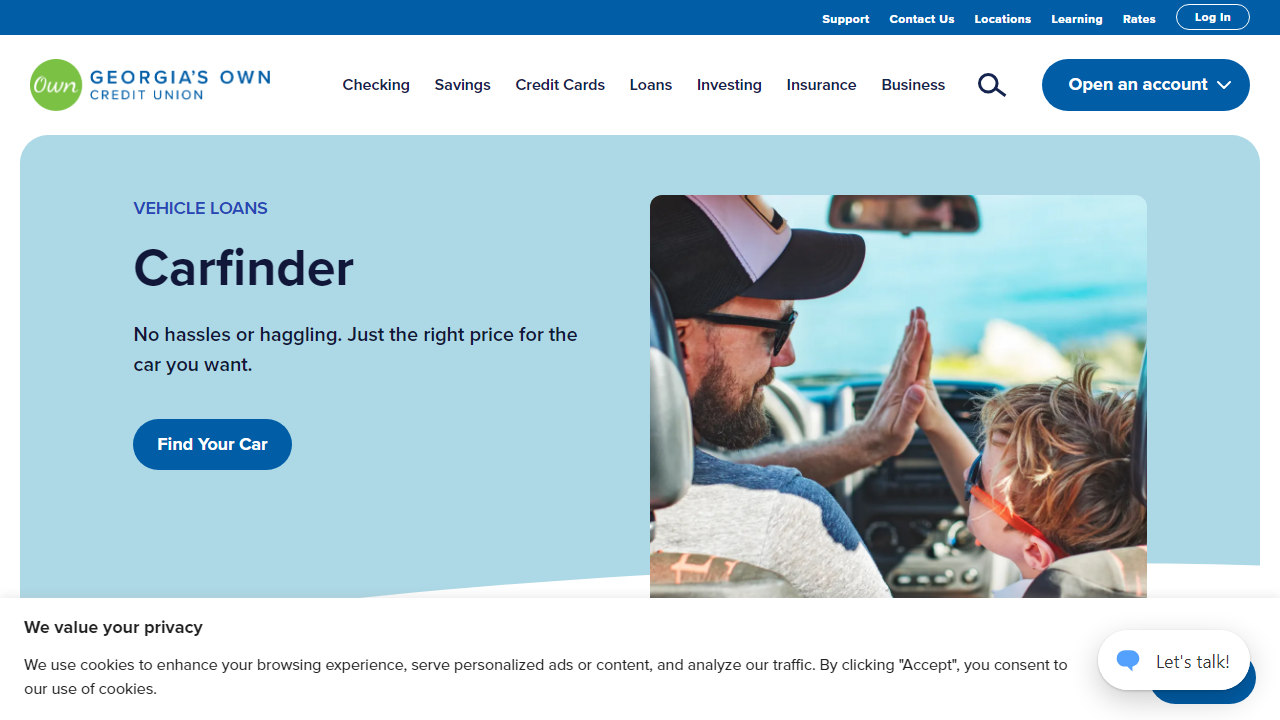 Support Contact Us Locations Learning Rates Log In
Own GEORGIA'S OWN
CREDIT UNION
Checking Savings Credit Cards Loans Investing Insurance Business Open an account
VEHICLE LOANS
Carfinder
No hassles or haggling. Just the right price for the
car you want.
Find Your Car
We value your privacy
We use cookies to enhance your browsing experience, serve personalized ads or content, and analyze our traffic. By clicking "Accept", you consent to
our use of cookies.
Let's talk!